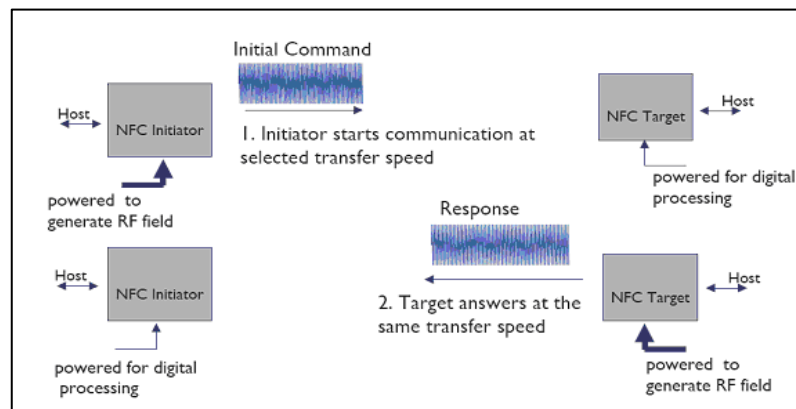 Initial Command
Host
NFC Initiator
1. Initiator starts communication at
selected transfer speed
powered to
generate RF field
Host
NFC Target
powered for digital
processing
Response
Host
NFC Initiator
2. Target answers at the
same transfer speed
powered for digital
processing
Host
NFC Target
powered to
generate RF field